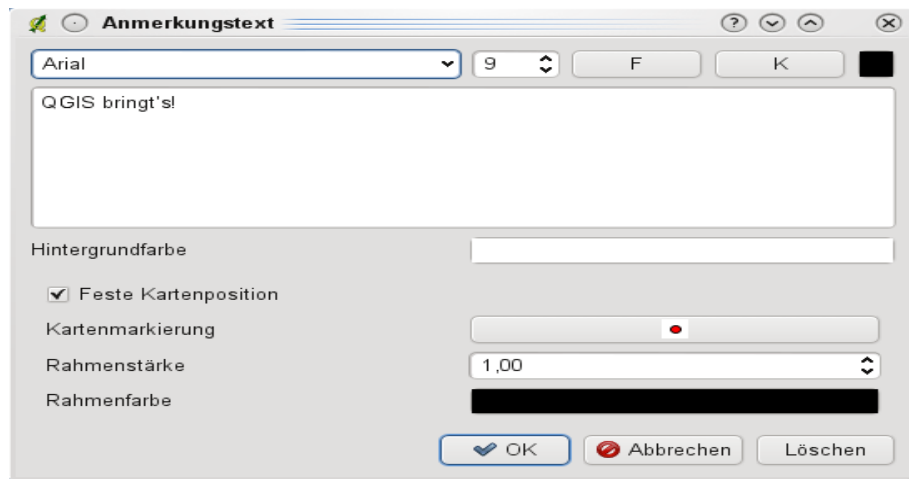 Anmerkungstext
Arial 9 F K
QGIS bringt's!
Hintergrundfarbe
Feste Kartenposition
Kartenmarkierung
Rahmenstärke 1,00
Rahmenfarbe
OK Abbrechen Löschen